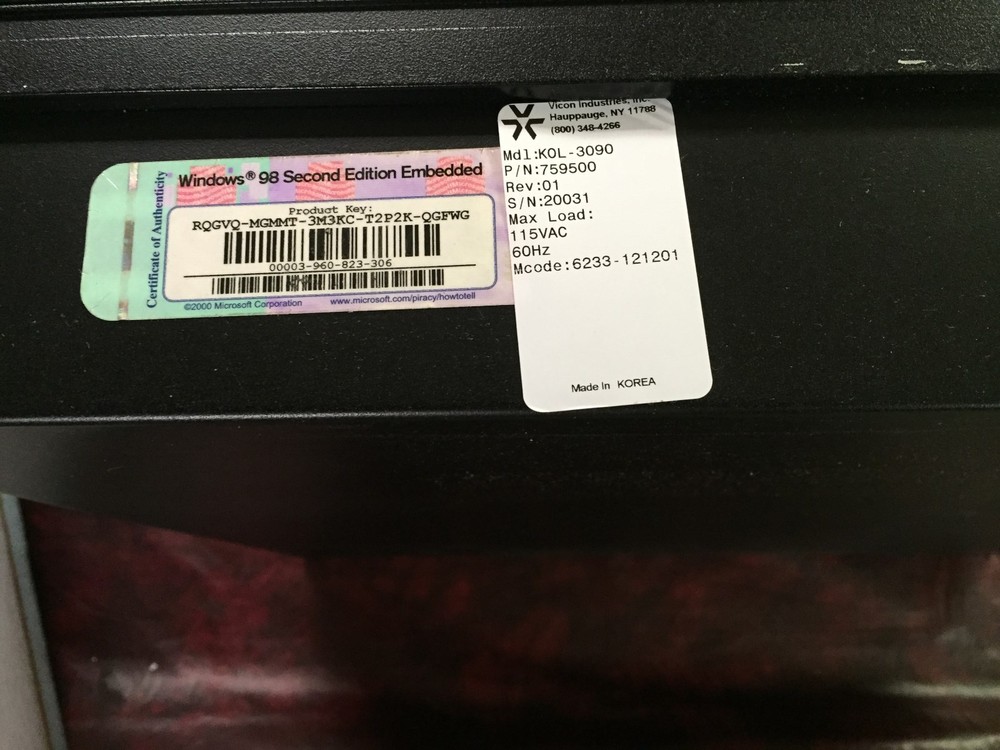 Certificate of Authenticity
Windows® 98 Second Edition Embedded
Product Key:
RQGVQ-MGMMT-3M3KC-T2P2K-QGFWG
00003-960-823-306
©2000 Microsoft Corporation www.microsoft.com/piracy/howtotell
Vicon Industries, Inc.
Hauppauge, NY 11788
(800) 348-4266
Mdl:KOL-3090
P/N:759500
Rev:01
S/N:20031
Max Load:
115VAC
60Hz
Mcode:6233-121201
Made In KOREA